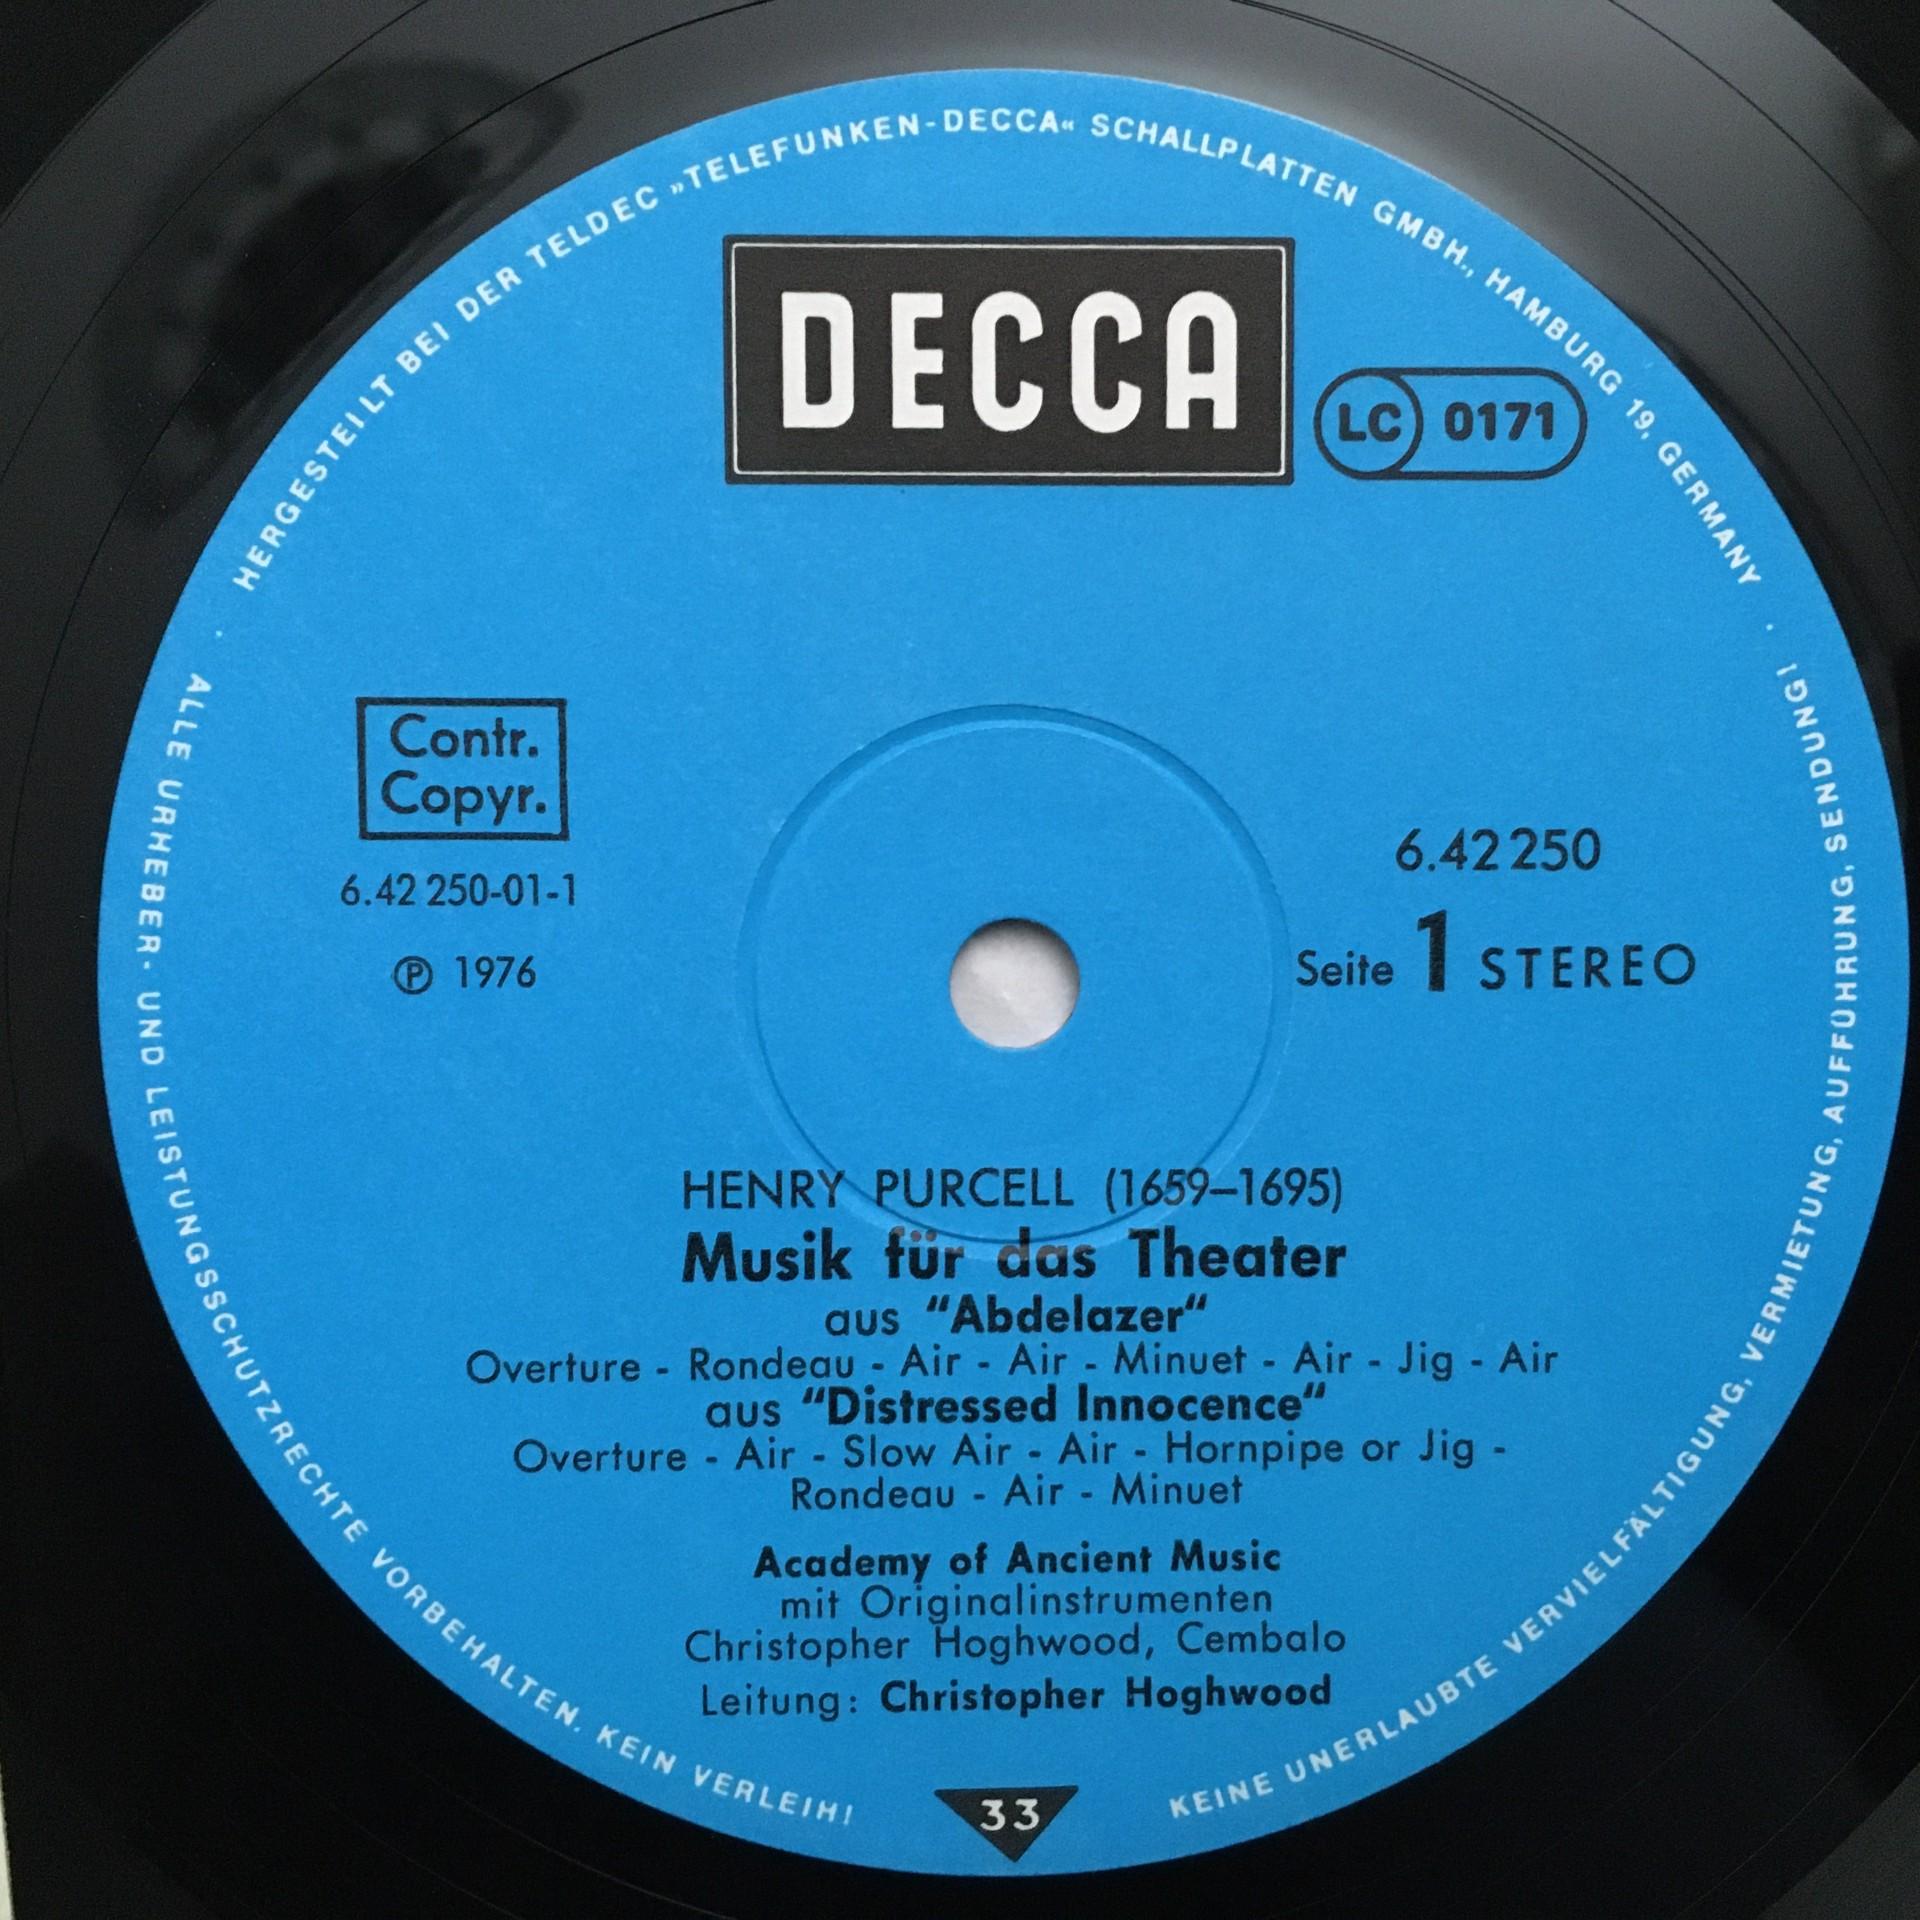 HERGESTEILT BEI DER TELDEC »TELEFUNKEN-DECCA« SCHALLPLATTEN GMBH., HAMBURG 19, GERMANY ·
DECCA
LC 0171
Contr.
Copyr.
6.42 250-01-1
℗ 1976
6.42 250
Seite 1 STEREO
HENRY PURCELL (1659–1695)
Musik für das Theater
aus “Abdelazer“
Overture - Rondeau - Air - Air - Minuet - Air - Jig - Air
aus “Distressed Innocence“
Overture - Air - Slow Air - Air - Hornpipe or Jig -
Rondeau - Air - Minuet
Academy of Ancient Music
mit Originalinstrumenten
Christopher Hoghwood, Cembalo
Leitung: Christopher Hoghwood
33
· ALLE URHEBER- UND LEISTUNGSSCHUTZRECHTE VORBEHALTEN. KEIN VERLEIH!
KEINE UNERLAUBTE VERVIELFÄLTIGUNG, VERMIETUNG, AUFFÜHRUNG, SENDUNG!